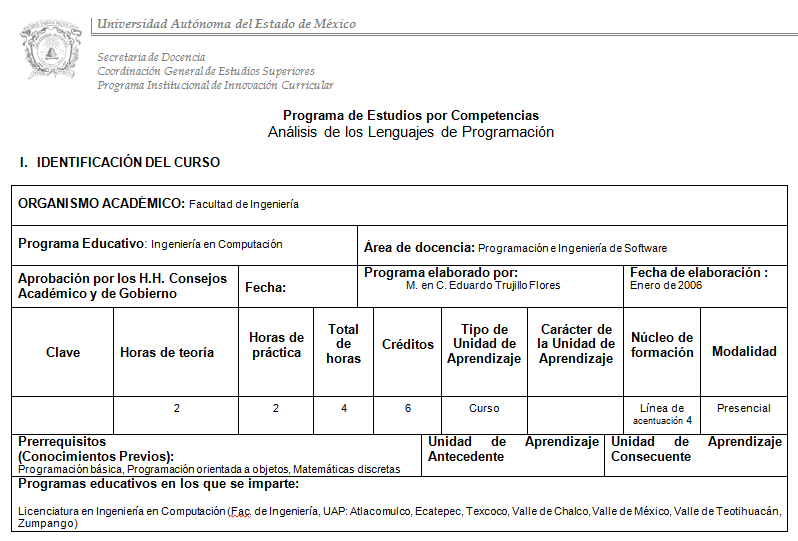 Universidad Autónoma del Estado de México
Secretaria de Docencia
Coordinación General de Estudios Superiores
Programa Institucional de Innovación Curricular
Programa de Estudios por Competencias
Análisis de los Lenguajes de Programación
I. IDENTIFICACIÓN DEL CURSO
ORGANISMO ACADÉMICO: Facultad de Ingeniería
Programa Educativo: Ingeniería en Computación
Área de docencia: Programación e Ingeniería de Software
Aprobación por los H.H. Consejos
Académico y de Gobierno
Fecha:
Programa elaborado por:
M. en C. Eduardo Trujillo Flores
Fecha de elaboración :
Enero de 2006
Clave
Horas de teoría
Horas de
práctica
Total
de
horas
Créditos
Tipo de
Unidad de
Aprendizaje
Carácter de
la Unidad de
Aprendizaje
Núcleo de
formación
Modalidad
2
2
4
6
Curso
Línea de
acentuación 4
Presencial
Prerrequisitos
(Conocimientos Previos):
Programación básica, Programación orientada a objetos, Matemáticas discretas
Unidad de Aprendizaje
Antecedente
Unidad de Aprendizaje
Consecuente
Programas educativos en los que se imparte:
Licenciatura en Ingeniería en Computación (Fac. de Ingeniería, UAP: Atlacomulco, Ecatepec, Texcoco, Valle de Chalco, Valle de México, Valle de Teotihuacán,
Zumpango)